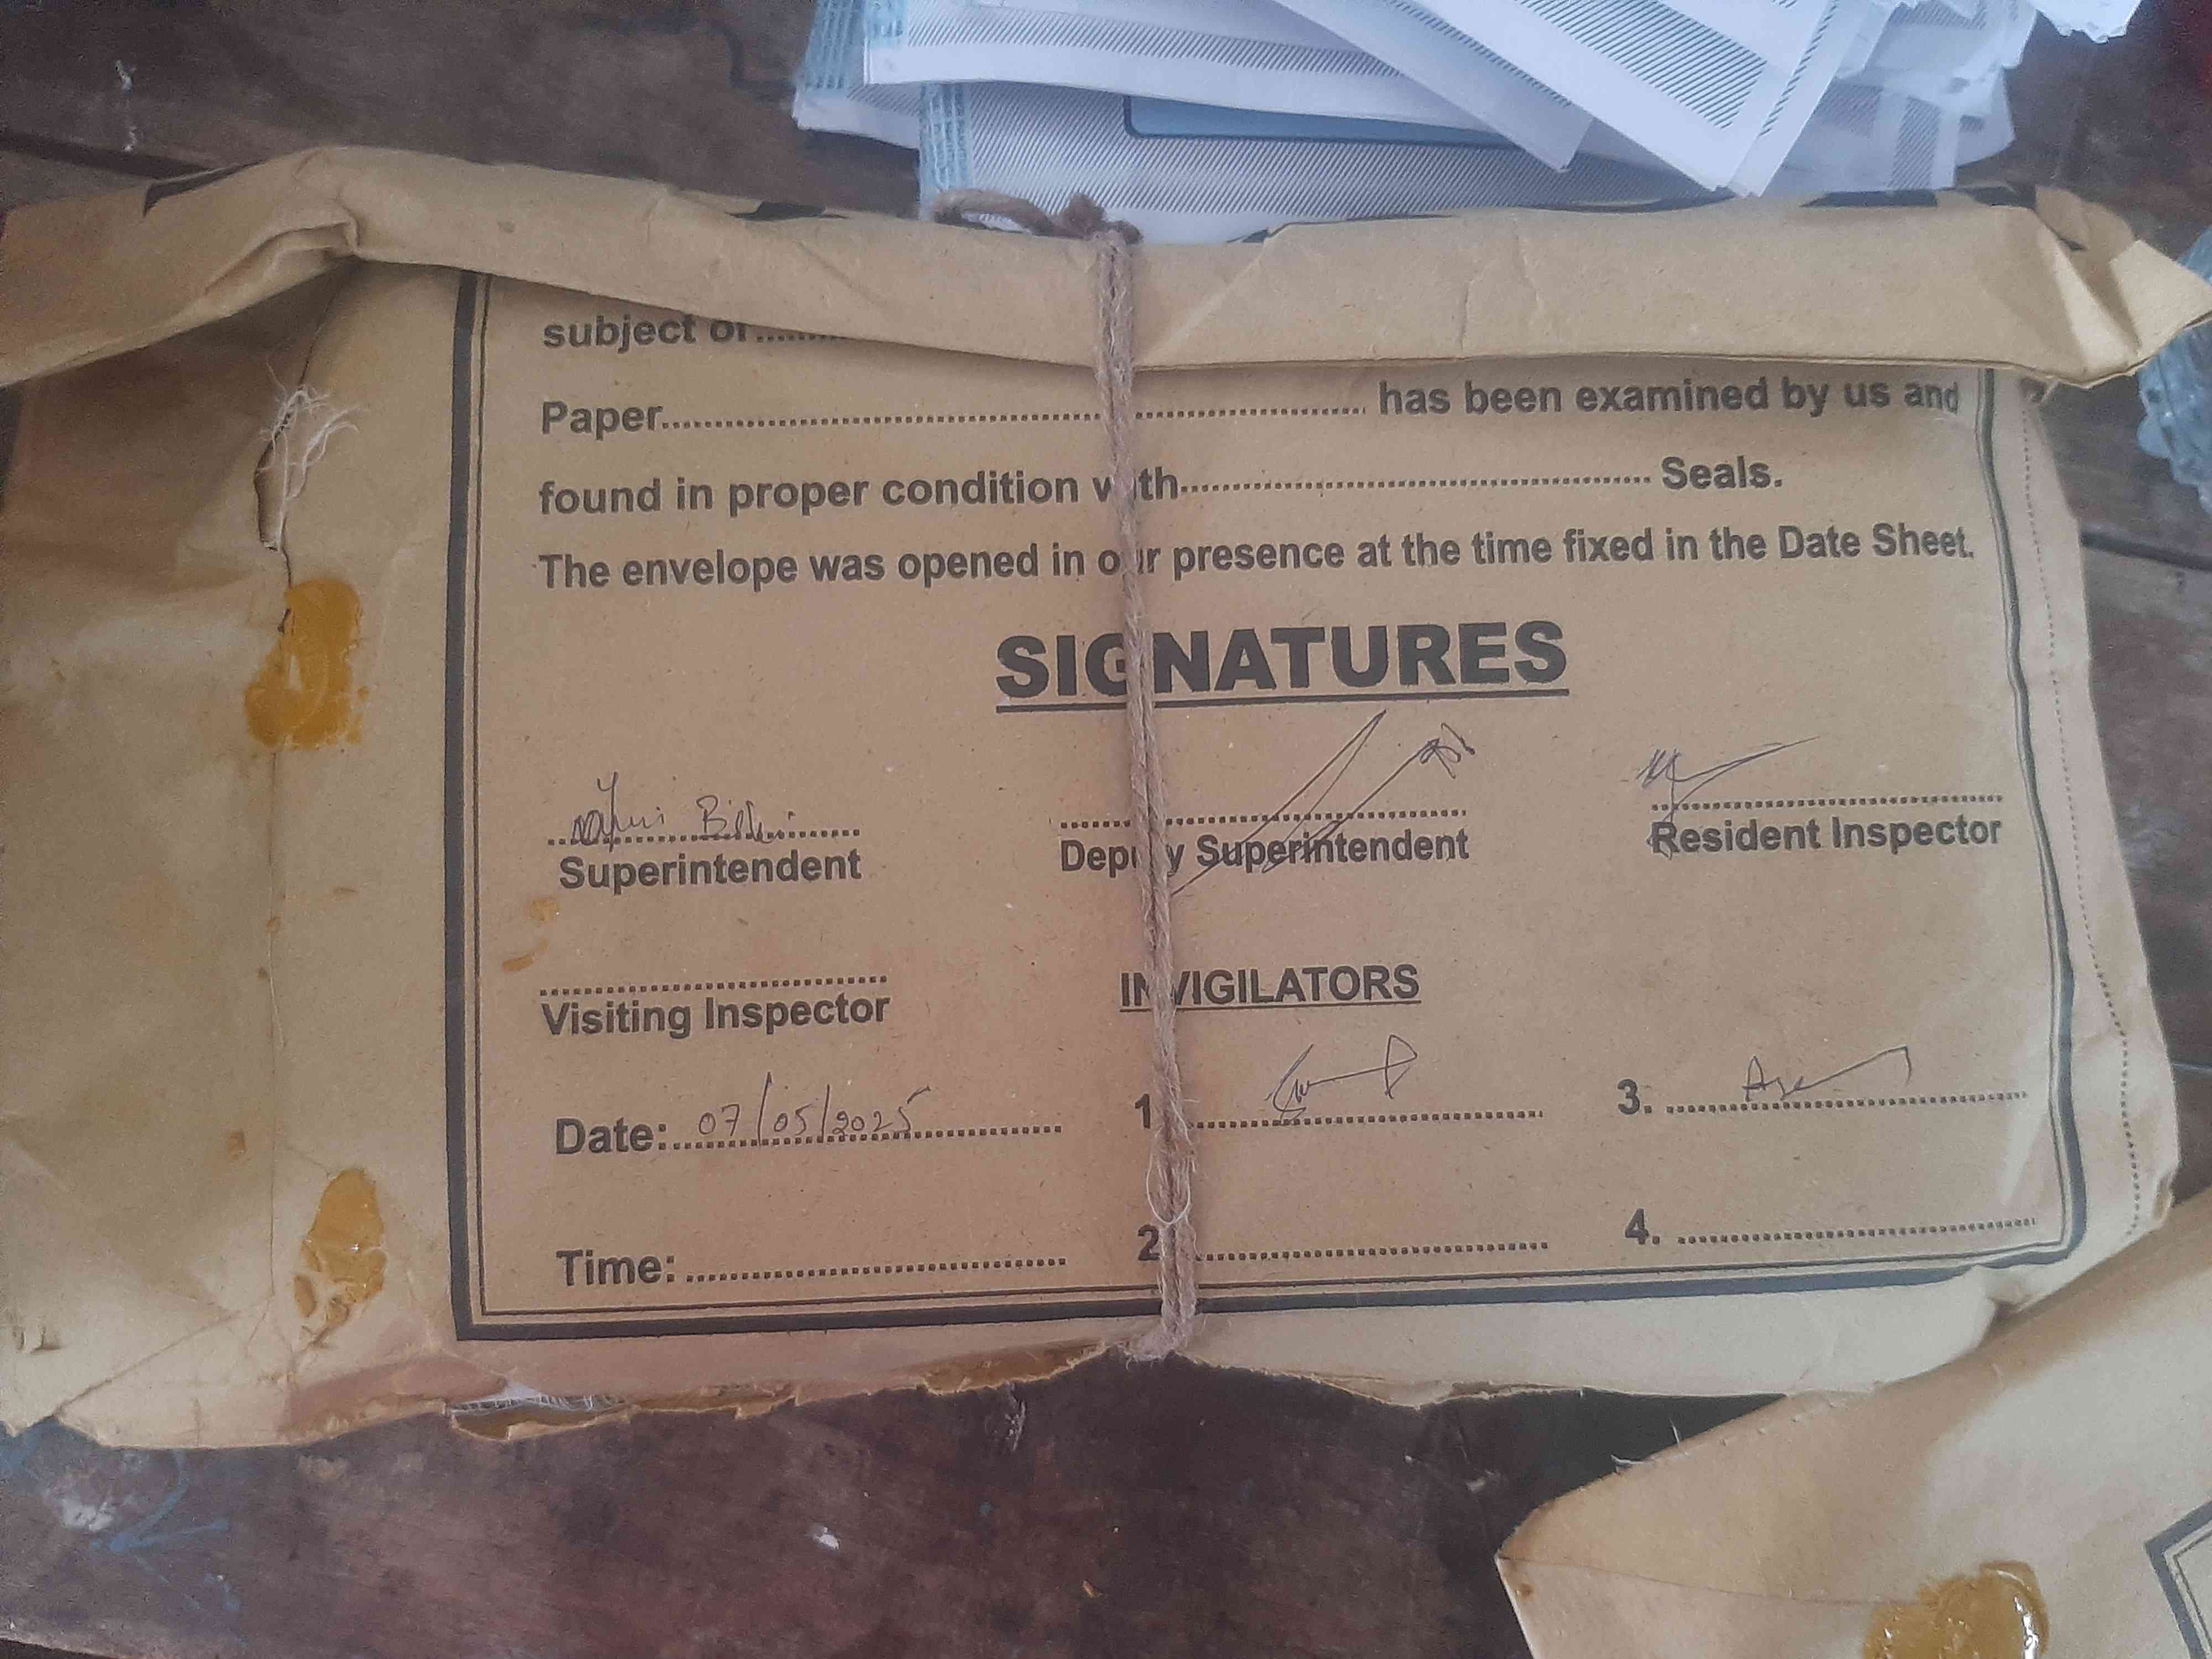 subject of..........
Paper.................................................................. has been examined by us and
found in proper condition with............................................. Seals.
The envelope was opened in our presence at the time fixed in the Date Sheet.
SIGNATURES
Superintendent
Deputy Superintendent
Resident Inspector
Visiting Inspector
INVIGILATORS
Date: 07/05/2025
1.
3.
Time:
2.
4.